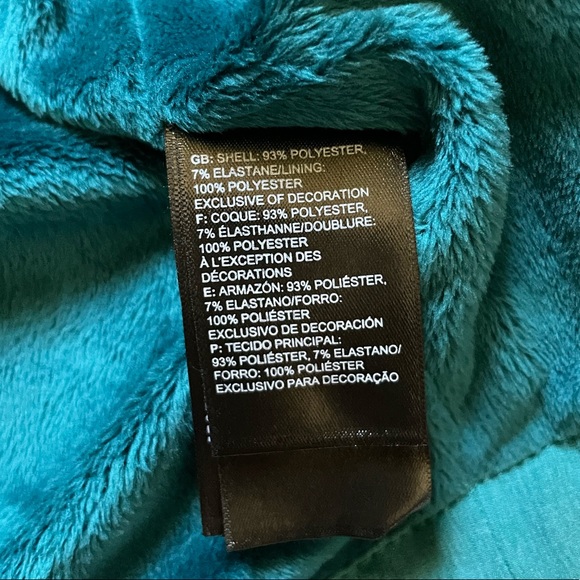 GB: SHELL: 93% POLYESTER,
7% ELASTANE/LINING:
100% POLYESTER
EXCLUSIVE OF DECORATION
F: COQUE: 93% POLYESTER,
7% ÉLASTHANNE/DOUBLURE:
100% POLYESTER
À L'EXCEPTION DES
DÉCORATIONS
E: ARMAZÓN: 93% POLIÉSTER,
7% ELASTANO/FORRO:
100% POLIÉSTER
EXCLUSIVO DE DECORACIÓN
P: TECIDO PRINCIPAL:
93% POLIÉSTER, 7% ELASTANO/
FORRO: 100% POLIÉSTER
EXCLUSIVO PARA DECORAÇÃO